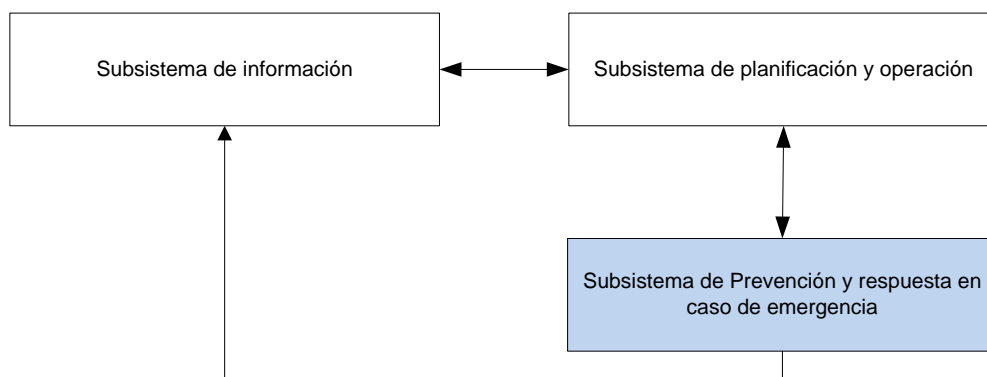 Subsistema de información
Subsistema de planificación y operación
Subsistema de Prevención y respuesta en
caso de emergencia